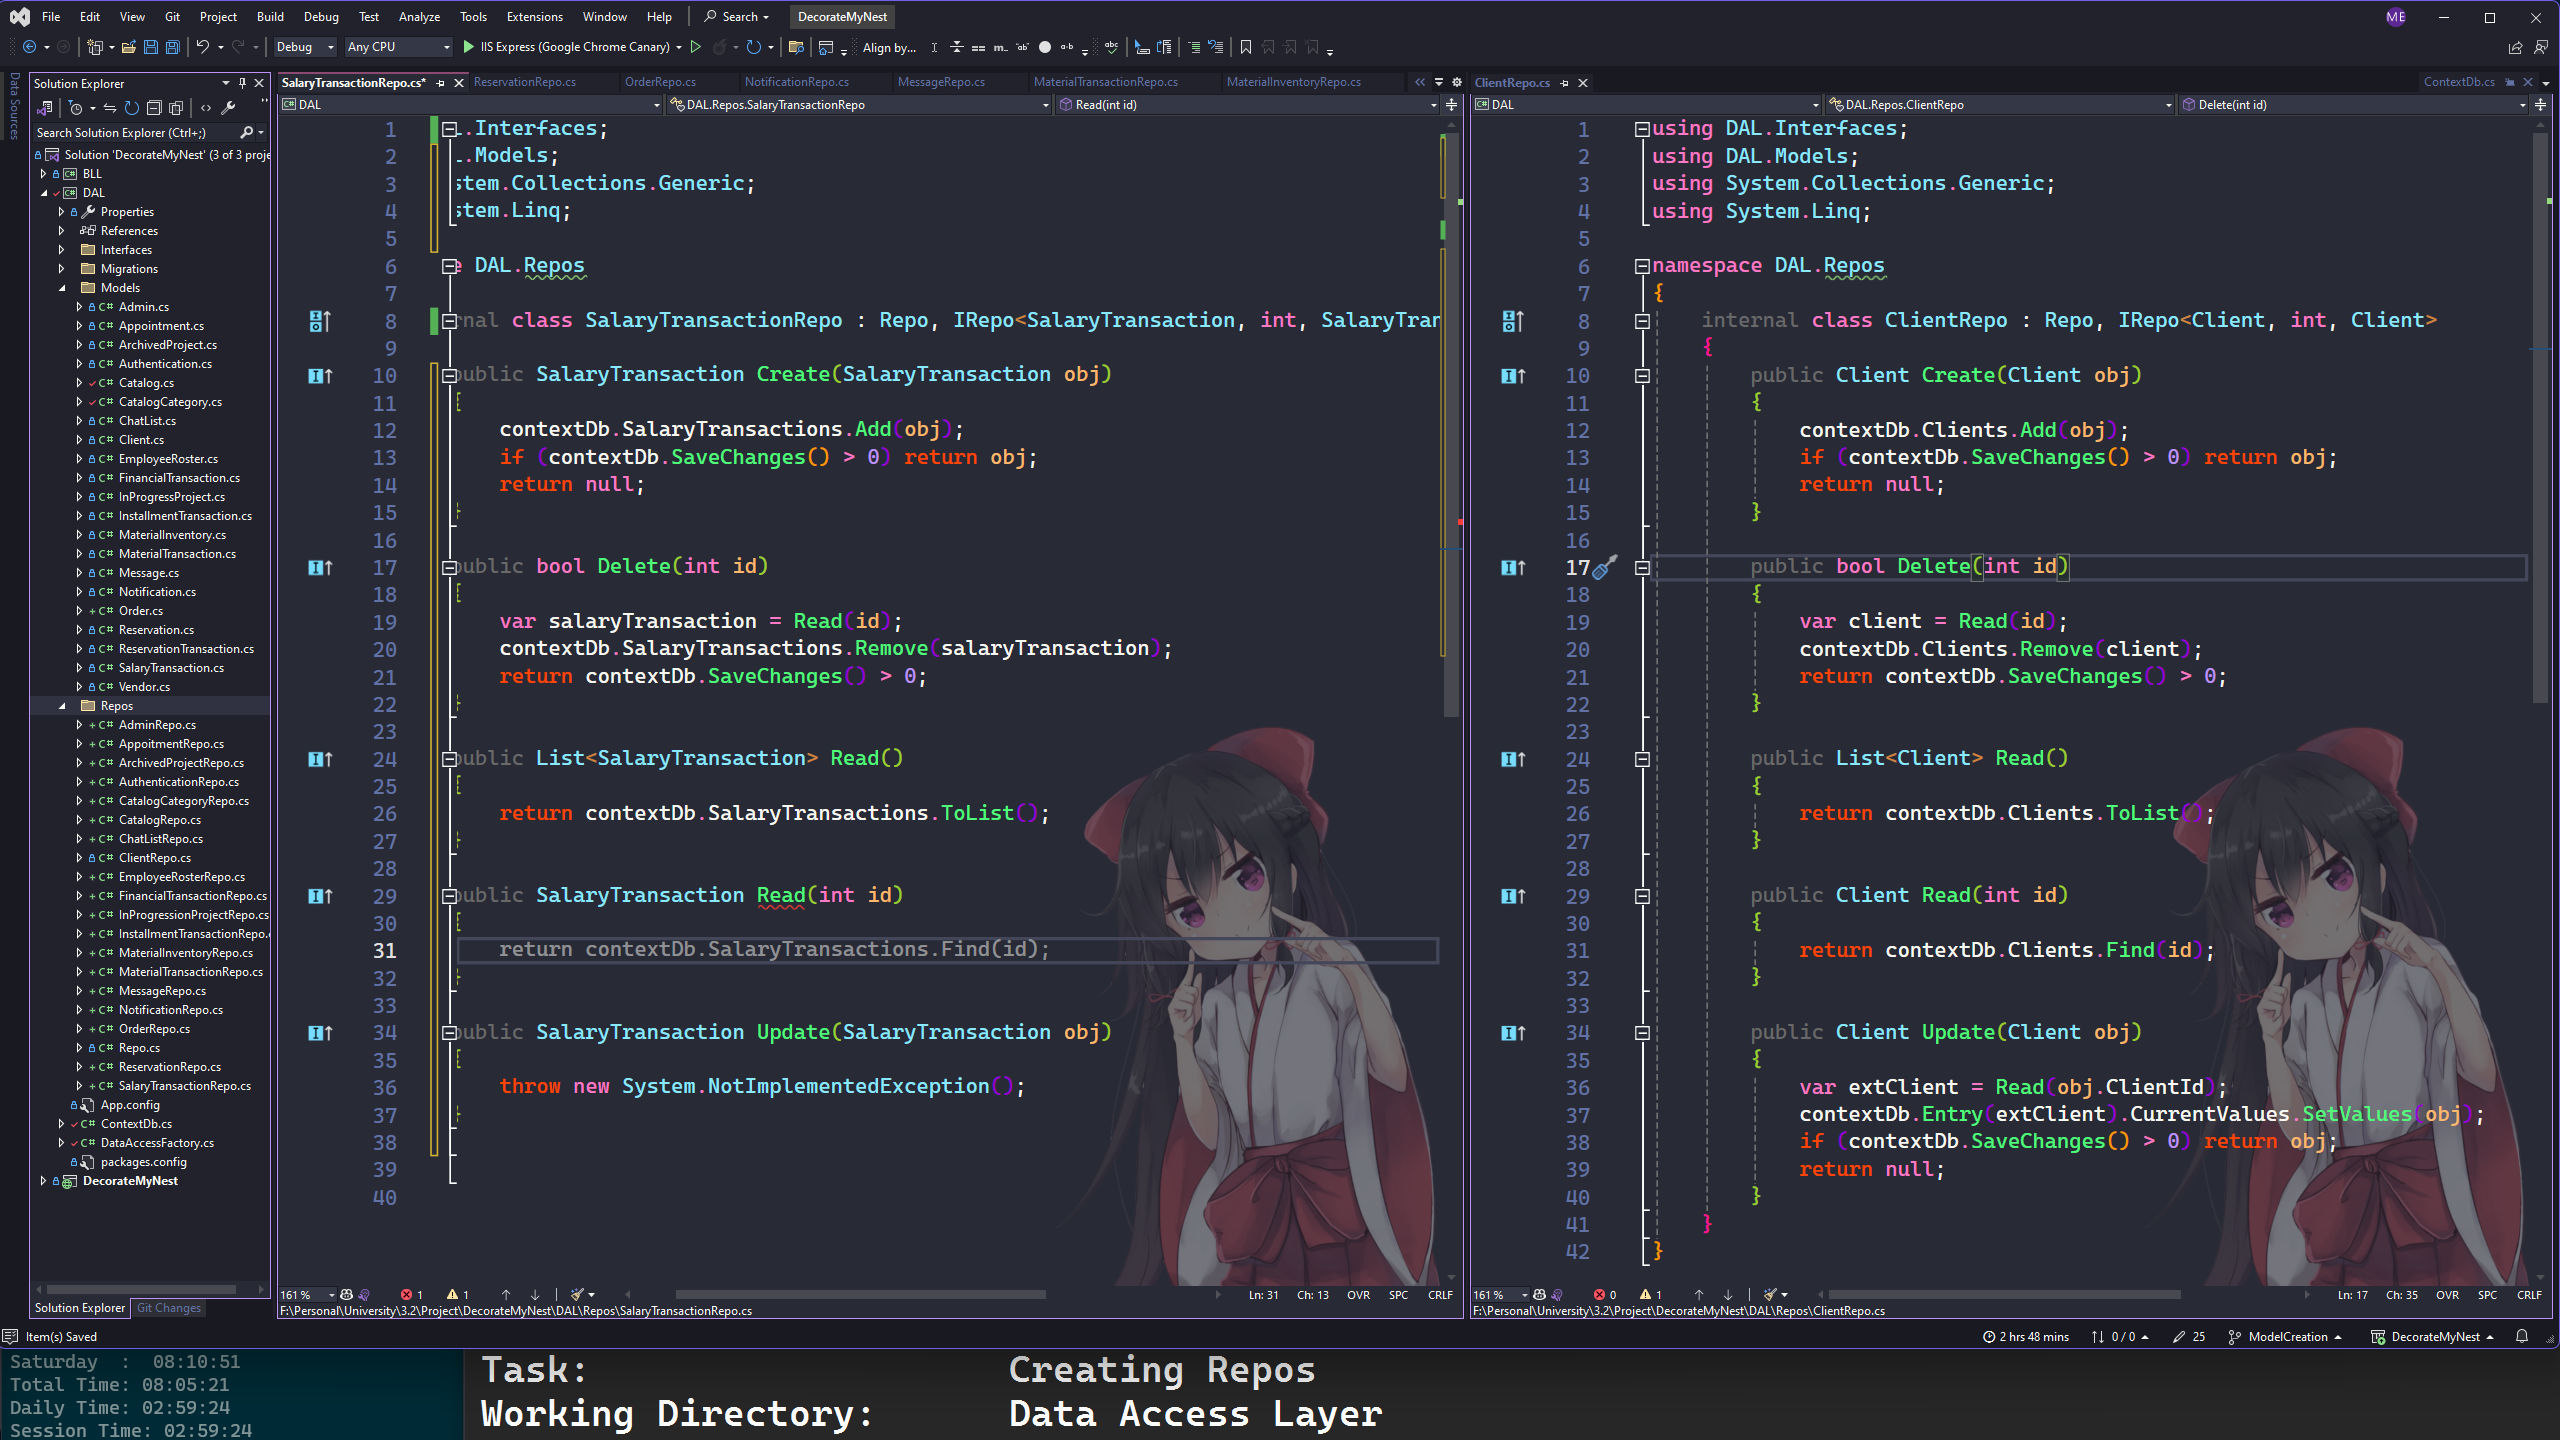 File Edit View Git Project Build Debug Test Analyze Tools Extensions Window Help Search DecorateMyNest ME
Debug Any CPU IIS Express (Google Chrome Canary) Align by...
Data Sources
Solution Explorer
Search Solution Explorer (Ctrl+;)
Solution 'DecorateMyNest' (3 of 3 proje
BLL
DAL
Properties
References
Interfaces
Migrations
Models
C# Admin.cs
C# Appointment.cs
C# ArchivedProject.cs
C# Authentication.cs
C# Catalog.cs
C# CatalogCategory.cs
C# ChatList.cs
C# Client.cs
C# EmployeeRoster.cs
C# FinancialTransaction.cs
C# InProgressProject.cs
C# InstallmentTransaction.cs
C# MaterialInventory.cs
C# MaterialTransaction.cs
C# Message.cs
C# Notification.cs
C# Order.cs
C# Reservation.cs
C# ReservationTransaction.cs
C# SalaryTransaction.cs
C# Vendor.cs
Repos
C# AdminRepo.cs
C# AppoitmentRepo.cs
C# ArchivedProjectRepo.cs
C# AuthenticationRepo.cs
C# CatalogCategoryRepo.cs
C# CatalogRepo.cs
C# ChatListRepo.cs
C# ClientRepo.cs
C# EmployeeRosterRepo.cs
C# FinancialTransactionRepo.cs
C# InProgressionProjectRepo.cs
C# InstallmentTransactionRepo.
C# MaterialInventoryRepo.cs
C# MaterialTransactionRepo.cs
C# MessageRepo.cs
C# NotificationRepo.cs
C# OrderRepo.cs
C# Repo.cs
C# ReservationRepo.cs
C# SalaryTransactionRepo.cs
App.config
C# ContextDb.cs
C# DataAccessFactory.cs
packages.config
DecorateMyNest
Solution Explorer Git Changes
SalaryTransactionRepo.cs* ReservationRepo.cs OrderRepo.cs NotificationRepo.cs MessageRepo.cs MaterialTransactionRepo.cs MaterialInventoryRepo.cs
DAL DAL.Repos.SalaryTransactionRepo Read(int id)
1 .Interfaces;
2 .Models;
3 stem.Collections.Generic;
4 stem.Linq;
5
6 e DAL.Repos
7
8 rnal class SalaryTransactionRepo : Repo, IRepo<SalaryTransaction, int, SalaryTran
9
10 public SalaryTransaction Create(SalaryTransaction obj)
11 {
12 contextDb.SalaryTransactions.Add(obj);
13 if (contextDb.SaveChanges() > 0) return obj;
14 return null;
15 }
16
17 public bool Delete(int id)
18 {
19 var salaryTransaction = Read(id);
20 contextDb.SalaryTransactions.Remove(salaryTransaction);
21 return contextDb.SaveChanges() > 0;
22 }
23
24 public List<SalaryTransaction> Read()
25 {
26 return contextDb.SalaryTransactions.ToList();
27 }
28
29 public SalaryTransaction Read(int id)
30 {
31 return contextDb.SalaryTransactions.Find(id);
32 }
33
34 public SalaryTransaction Update(SalaryTransaction obj)
35 {
36 throw new System.NotImplementedException();
37 }
38
39
40
161 % 1 1 Ln: 31 Ch: 13 OVR SPC CRLF
F:\Personal\University\3.2\Project\DecorateMyNest\DAL\Repos\SalaryTransactionRepo.cs
ClientRepo.cs ContextDb.cs
DAL DAL.Repos.ClientRepo Delete(int id)
1 using DAL.Interfaces;
2 using DAL.Models;
3 using System.Collections.Generic;
4 using System.Linq;
5
6 namespace DAL.Repos
7 {
8 internal class ClientRepo : Repo, IRepo<Client, int, Client>
9 {
10 public Client Create(Client obj)
11 {
12 contextDb.Clients.Add(obj);
13 if (contextDb.SaveChanges() > 0) return obj;
14 return null;
15 }
16
17 public bool Delete(int id)
18 {
19 var client = Read(id);
20 contextDb.Clients.Remove(client);
21 return contextDb.SaveChanges() > 0;
22 }
23
24 public List<Client> Read()
25 {
26 return contextDb.Clients.ToList();
27 }
28
29 public Client Read(int id)
30 {
31 return contextDb.Clients.Find(id);
32 }
33
34 public Client Update(Client obj)
35 {
36 var extClient = Read(obj.ClientId);
37 contextDb.Entry(extClient).CurrentValues.SetValues(obj);
38 if (contextDb.SaveChanges() > 0) return obj;
39 return null;
40 }
41 }
42 }
161 % 0 1 Ln: 17 Ch: 35 OVR SPC CRLF
F:\Personal\University\3.2\Project\DecorateMyNest\DAL\Repos\ClientRepo.cs
Item(s) Saved 2 hrs 48 mins 0 / 0 25 ModelCreation DecorateMyNest
Saturday : 08:10:51
Total Time: 08:05:21
Daily Time: 02:59:24
Session Time: 02:59:24
Task: Creating Repos
Working Directory: Data Access Layer